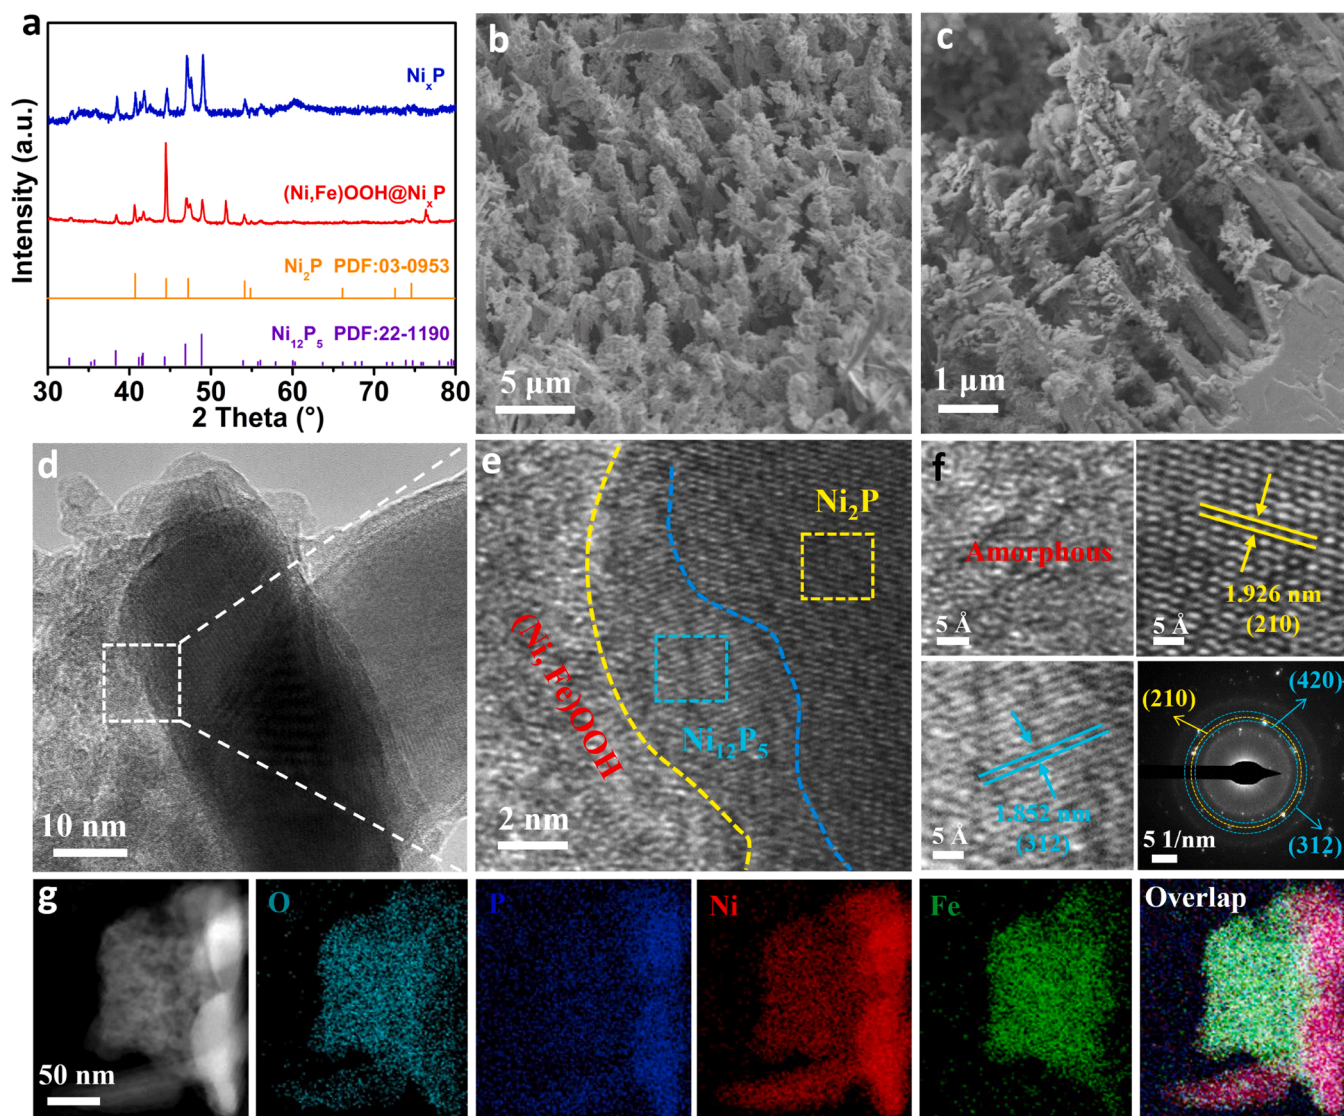 a
Intensity (a.u.)
NiₓP
(Ni,Fe)OOH@NiₓP
Ni₂P PDF:03-0953
Ni₁₂P₅ PDF:22-1190
30 40 50 60 70 80
2 Theta (°)
b
5 μm
c
1 μm
d
10 nm
e
Ni₂P
(Ni, Fe)OOH
Ni₁₂P₅
2 nm
f
Amorphous
5 Å
1.926 nm
(210)
5 Å
1.852 nm
(312)
5 Å
(420)
(210)
(312)
5 1/nm
g
50 nm
O
P
Ni
Fe
Overlap